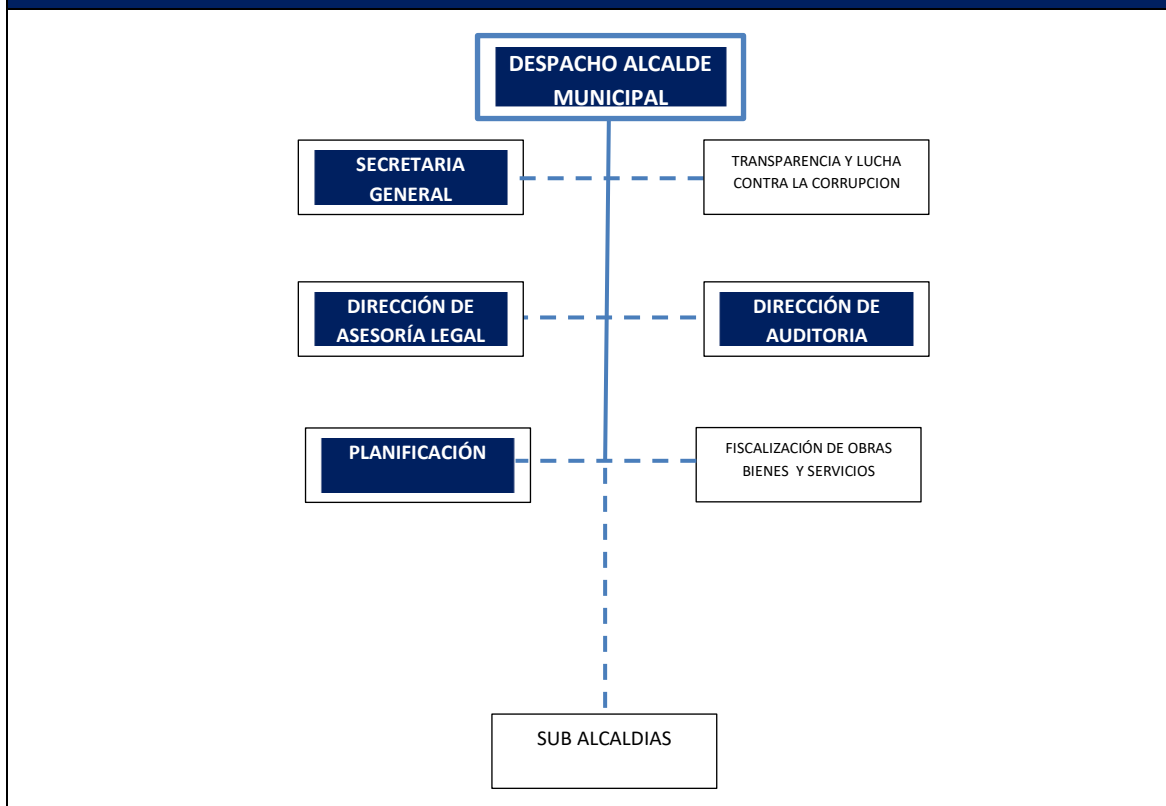 DESPACHO ALCALDE
MUNICIPAL
SECRETARIA
GENERAL
TRANSPARENCIA Y LUCHA
CONTRA LA CORRUPCION
DIRECCIÓN DE
ASESORÍA LEGAL
DIRECCIÓN DE
AUDITORIA
PLANIFICACIÓN
FISCALIZACIÓN DE OBRAS
BIENES Y SERVICIOS
SUB ALCALDIAS